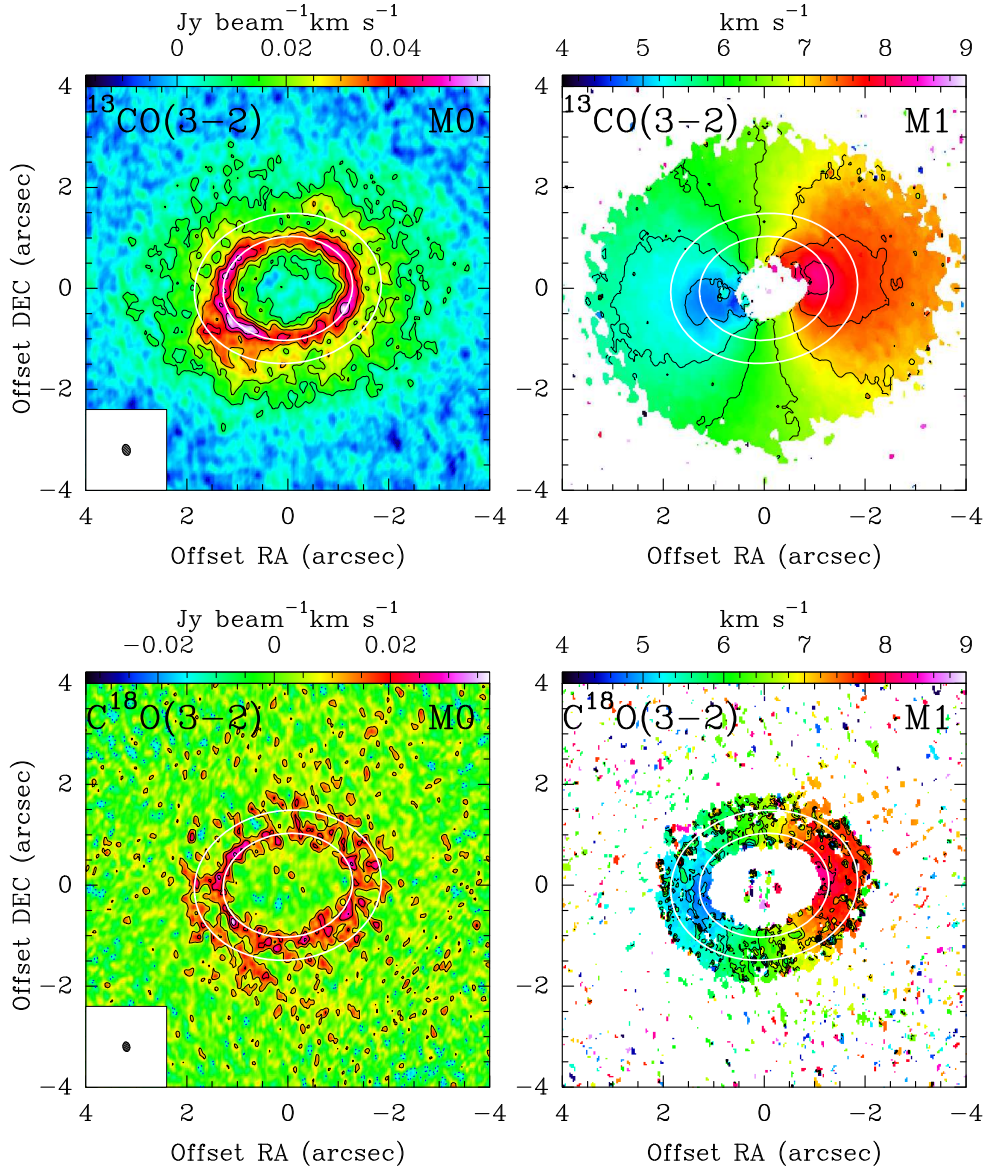 Jy beam⁻¹ km s⁻¹
0 0.02 0.04
km s⁻¹
4 5 6 7 8 9
¹³CO(3−2) M0
¹³CO(3−2) M1
Offset DEC (arcsec)
4
2
0
−2
−4
4 2 0 −2 −4
4 2 0 −2 −4
Offset RA (arcsec)
Offset RA (arcsec)
4
2
0
−2
−4
Jy beam⁻¹ km s⁻¹
−0.02 0 0.02
km s⁻¹
4 5 6 7 8 9
C¹⁸O(3−2) M0
C¹⁸O(3−2) M1
Offset DEC (arcsec)
4
2
0
−2
−4
4 2 0 −2 −4
4 2 0 −2 −4
Offset RA (arcsec)
Offset RA (arcsec)
4
2
0
−2
−4